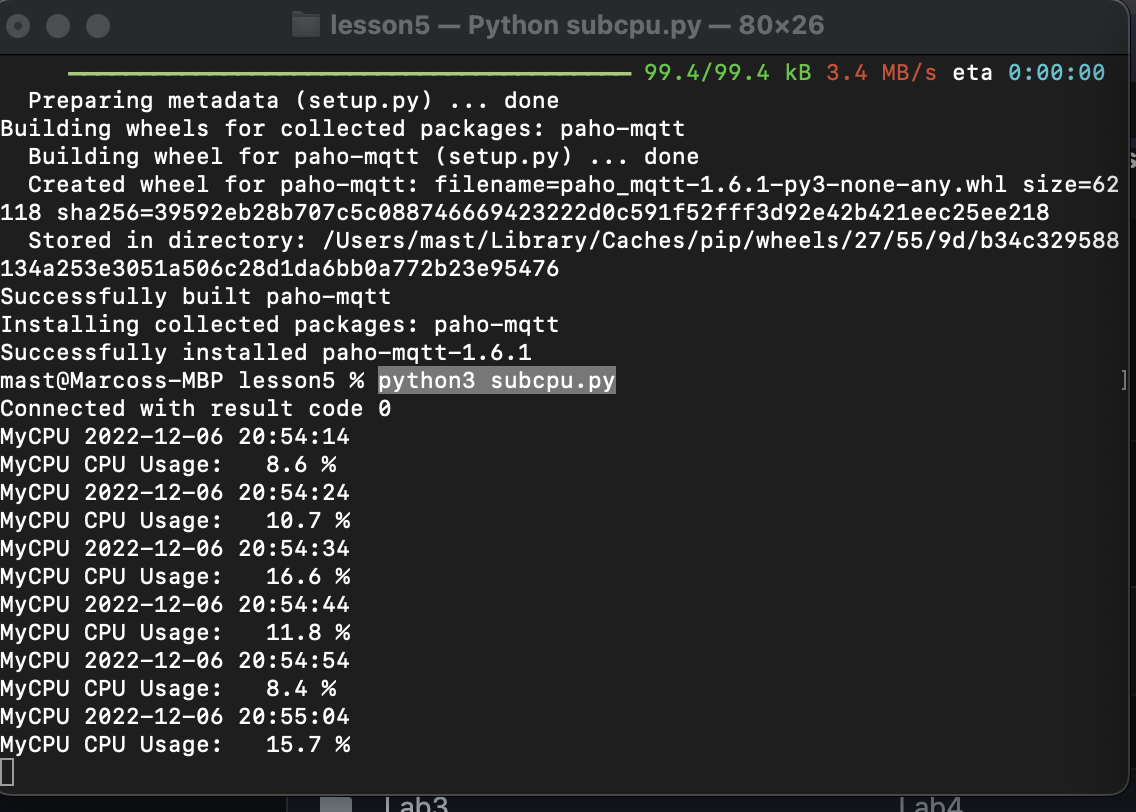 lesson5 — Python subcpu.py — 80×26
99.4/99.4 kB 3.4 MB/s eta 0:00:00
Preparing metadata (setup.py) ... done
Building wheels for collected packages: paho-mqtt
Building wheel for paho-mqtt (setup.py) ... done
Created wheel for paho-mqtt: filename=paho_mqtt-1.6.1-py3-none-any.whl size=62
118 sha256=39592eb28b707c5c088746669423222d0c591f52fff3d92e42b421eec25ee218
Stored in directory: /Users/mast/Library/Caches/pip/wheels/27/55/9d/b34c329588
134a253e3051a506c28d1da6bb0a772b23e95476
Successfully built paho-mqtt
Installing collected packages: paho-mqtt
Successfully installed paho-mqtt-1.6.1
mast@Marcoss-MBP lesson5 % python3 subcpu.py ]
Connected with result code 0
MyCPU 2022-12-06 20:54:14
MyCPU CPU Usage:   8.6 %
MyCPU 2022-12-06 20:54:24
MyCPU CPU Usage:   10.7 %
MyCPU 2022-12-06 20:54:34
MyCPU CPU Usage:   16.6 %
MyCPU 2022-12-06 20:54:44
MyCPU CPU Usage:   11.8 %
MyCPU 2022-12-06 20:54:54
MyCPU CPU Usage:   8.4 %
MyCPU 2022-12-06 20:55:04
MyCPU CPU Usage:   15.7 %
Lab3 Lab4